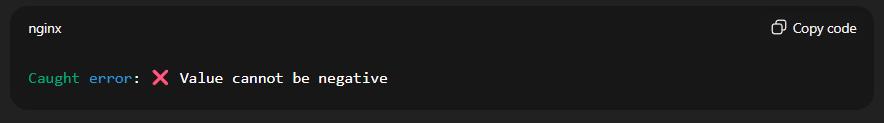 nginx
Copy code
Caught error: ❌ Value cannot be negative